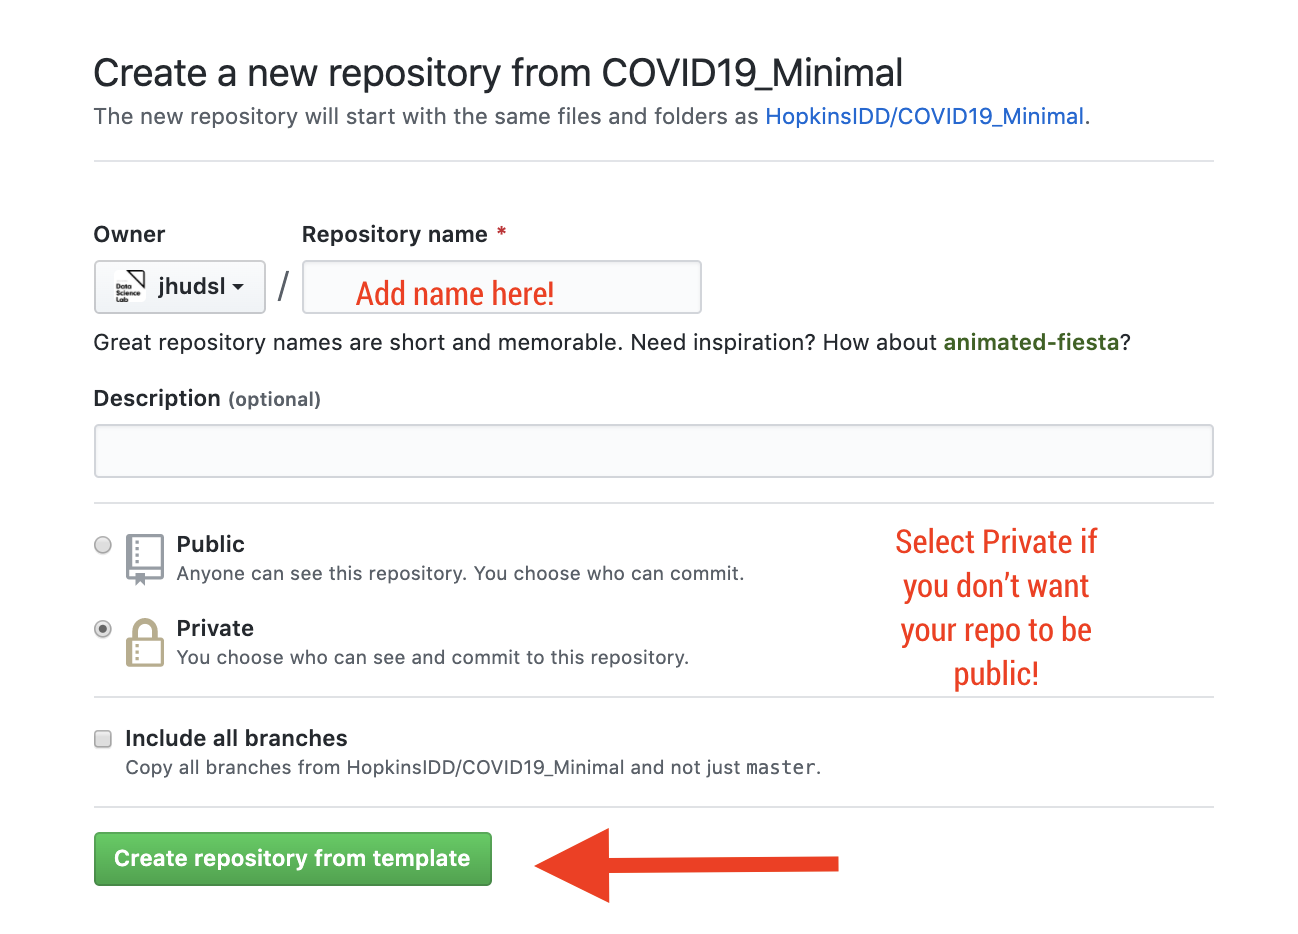 Create a new repository from COVID19_Minimal
The new repository will start with the same files and folders as HopkinsIDD/COVID19_Minimal.
Owner
Repository name *
Data
Science
Lab
jhudsl
/
Add name here!
Great repository names are short and memorable. Need inspiration? How about animated-fiesta?
Description (optional)
Public
Anyone can see this repository. You choose who can commit.
Private
You choose who can see and commit to this repository.
Select Private if
you don’t want
your repo to be
public!
Include all branches
Copy all branches from HopkinsIDD/COVID19_Minimal and not just master.
Create repository from template